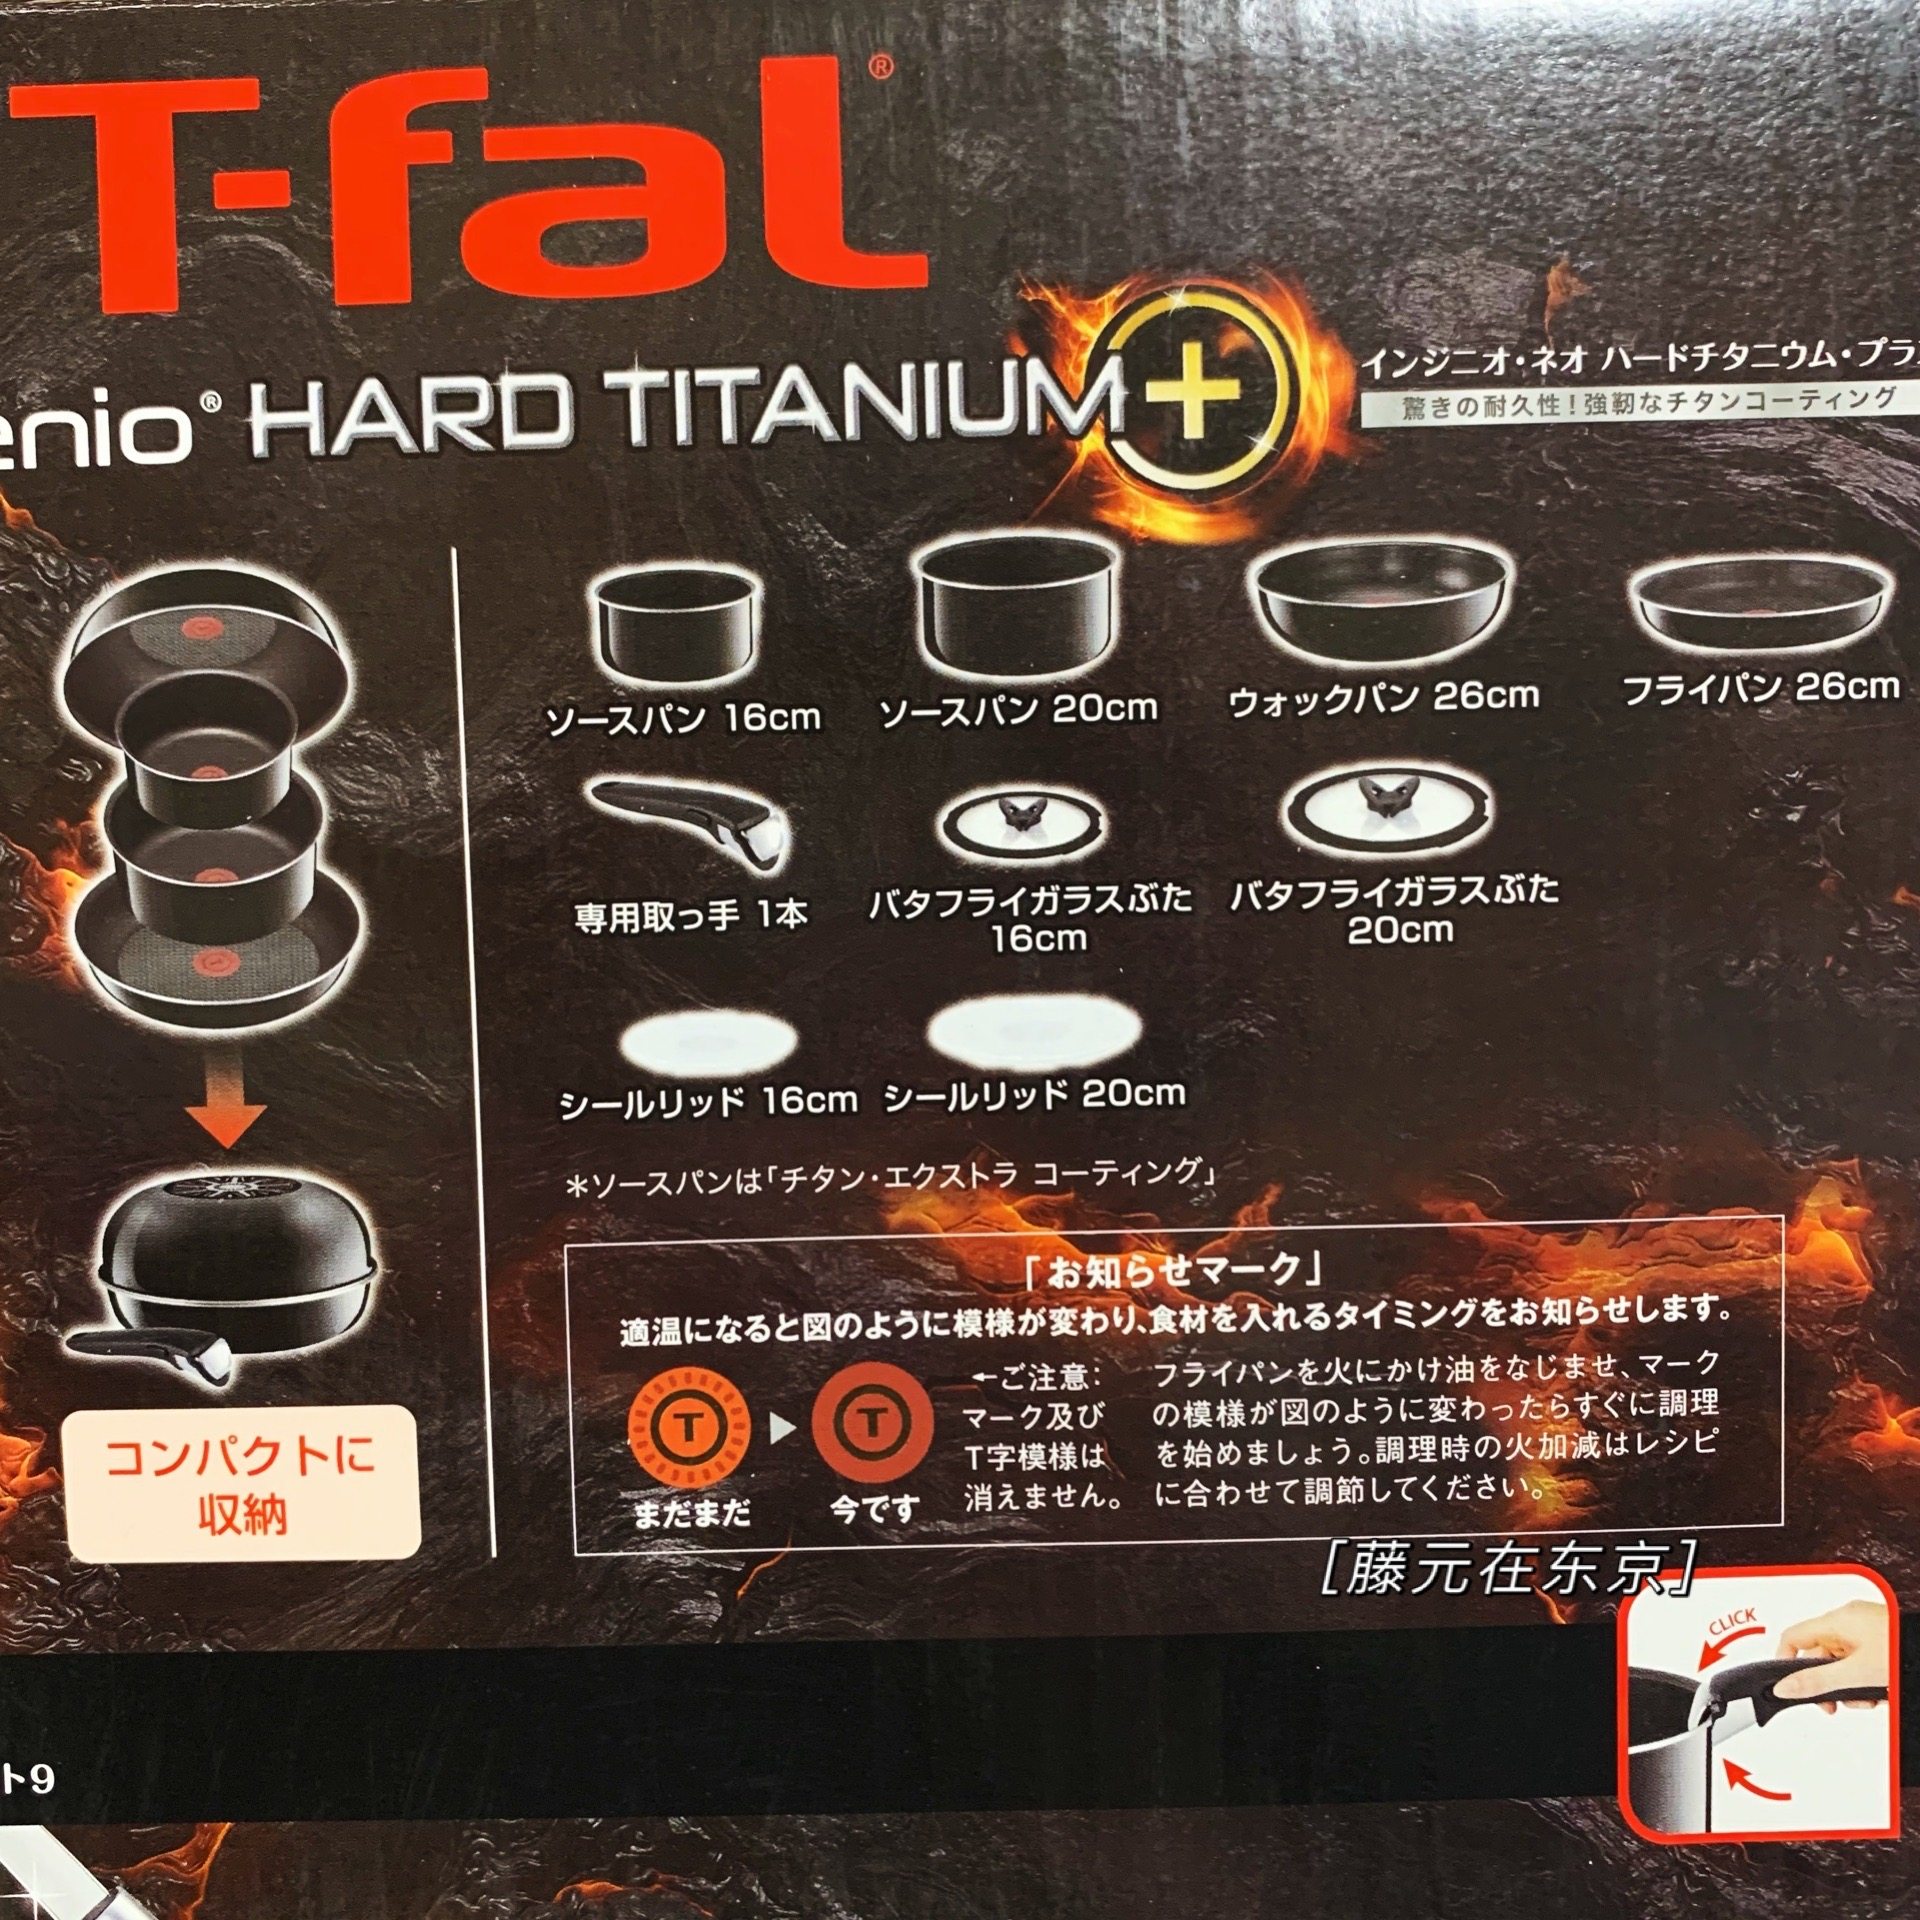 T-fal®
enio® HARD TITANIUM +
インジニオ・ネオ ハードチタニウム・プラ
驚きの耐久性！強靭なチタンコーティング
ソースパン 16cm
ソースパン 20cm
ウォックパン 26cm
フライパン 26cm
専用取っ手 1本
バタフライガラスぶた
16cm
バタフライガラスぶた
20cm
シールリッド 16cm
シールリッド 20cm
＊ソースパンは「チタン・エクストラ コーティング」
コンパクトに
収納
「お知らせマーク」
適温になると図のように模様が変わり、食材を入れるタイミングをお知らせします。
T
T
まだまだ
今です
←ご注意：
マーク及び
T字模様は
消えません。
フライパンを火にかけ油をなじませ、マーク
の模様が図のように変わったらすぐに調理
を始めましょう。調理時の火加減はレシピ
に合わせて調節してください。
[藤元在东京]
CLICK
ト9